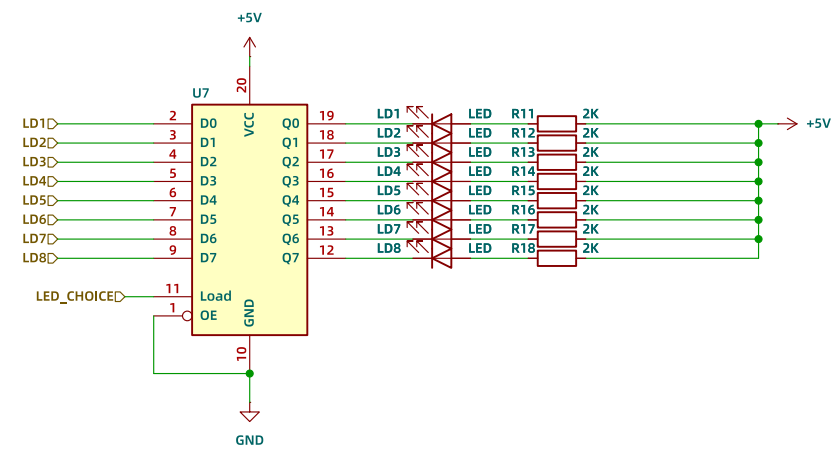 +5V
20
U7
VCC
LD1 2 D0 Q0 19 LD1 LED R11 2K +5V
LD2 3 D1 Q1 18 LD2 LED R12 2K
LD3 4 D2 Q2 17 LD3 LED R13 2K
LD4 5 D3 Q3 16 LD4 LED R14 2K
LD5 6 D4 Q4 15 LD5 LED R15 2K
LD6 7 D5 Q5 14 LD6 LED R16 2K
LD7 8 D6 Q6 13 LD7 LED R17 2K
LD8 9 D7 Q7 12 LD8 LED R18 2K
LED_CHOICE 11 Load
1 OE
GND
10
GND